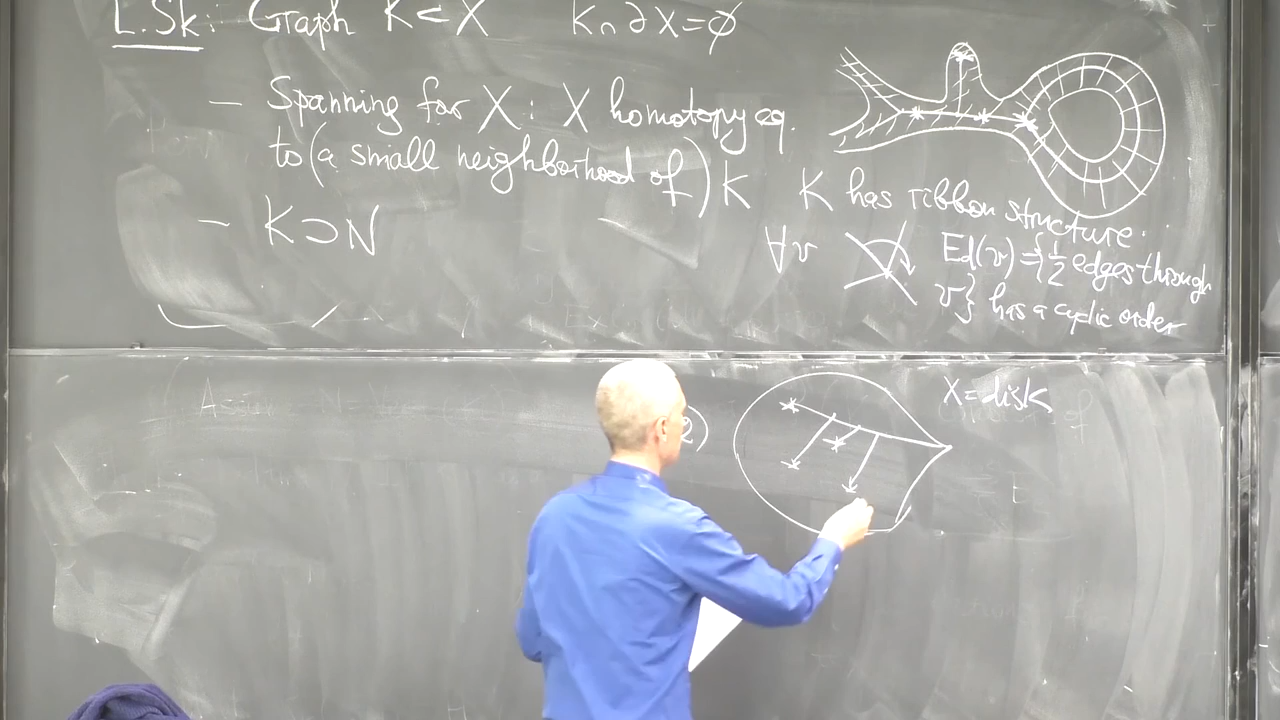 L.Sk: Graph K ⊂ X K ∩ ∂X = ∅
— Spanning for X : X homotopy eq.
to (a small neighborhood of) K
— K ⊃ N
K has ribbon structure.
∀v Ed(v) = {½ edges through
v} has a cyclic order
2)
X = disk